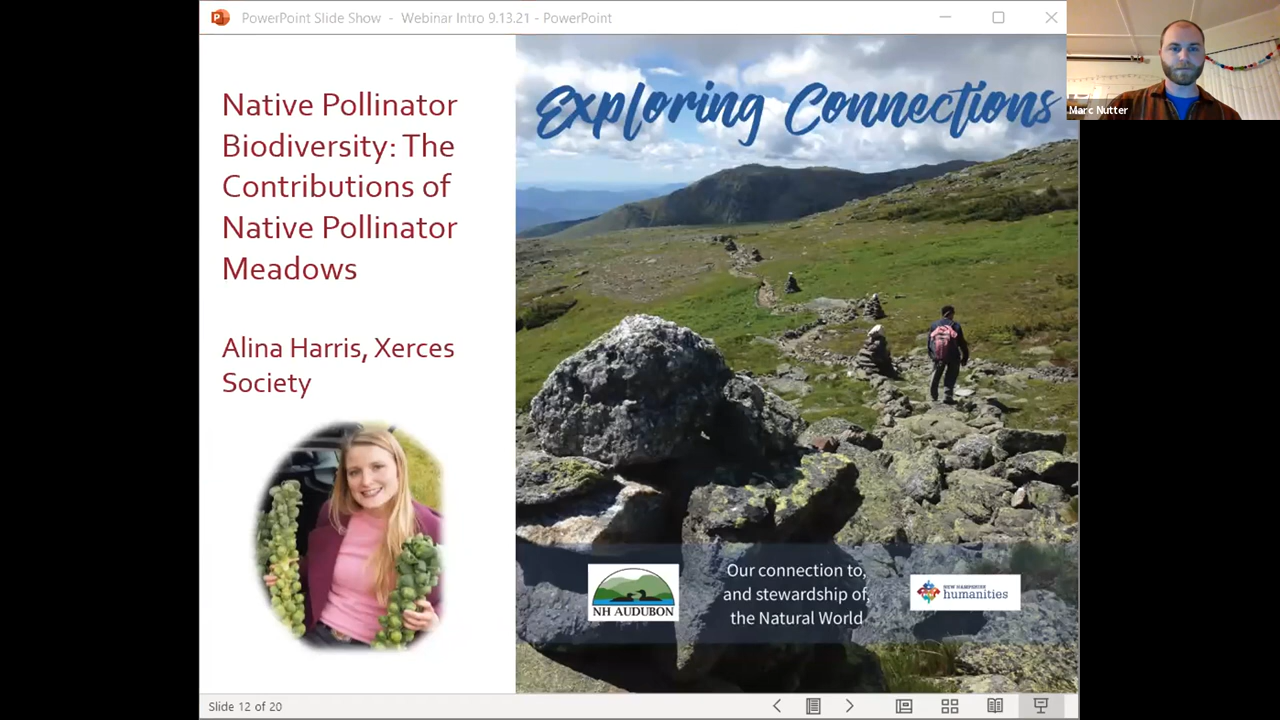 PowerPoint Slide Show - Webinar Intro 9.13.21 - PowerPoint
Marc Nutter
Native Pollinator
Biodiversity: The
Contributions of
Native Pollinator
Meadows
Alina Harris, Xerces
Society
Exploring Connections
NH AUDUBON
Our connection to,
and stewardship of,
the Natural World
NEW HAMPSHIRE
humanities
Slide 12 of 20